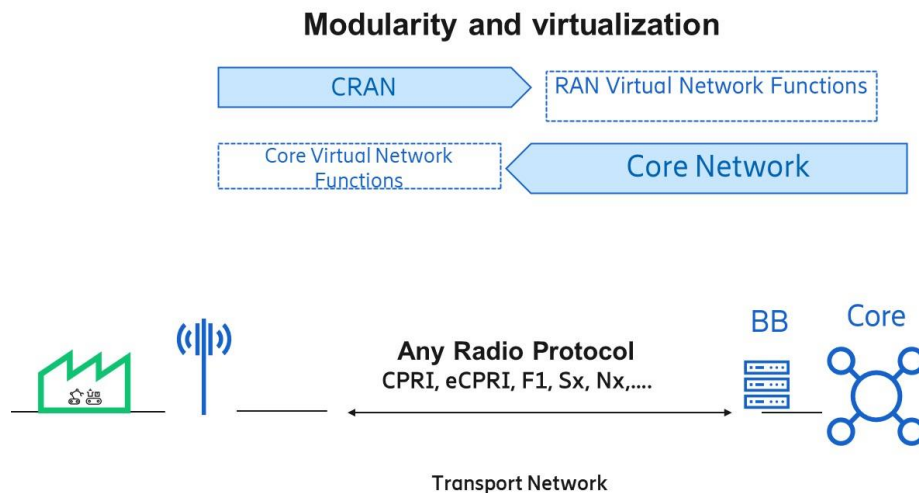 Modularity and virtualization
CRAN
RAN Virtual Network Functions
Core Virtual Network
Functions
Core Network
BB
Core
Any Radio Protocol
CPRI, eCPRI, F1, Sx, Nx,....
Transport Network